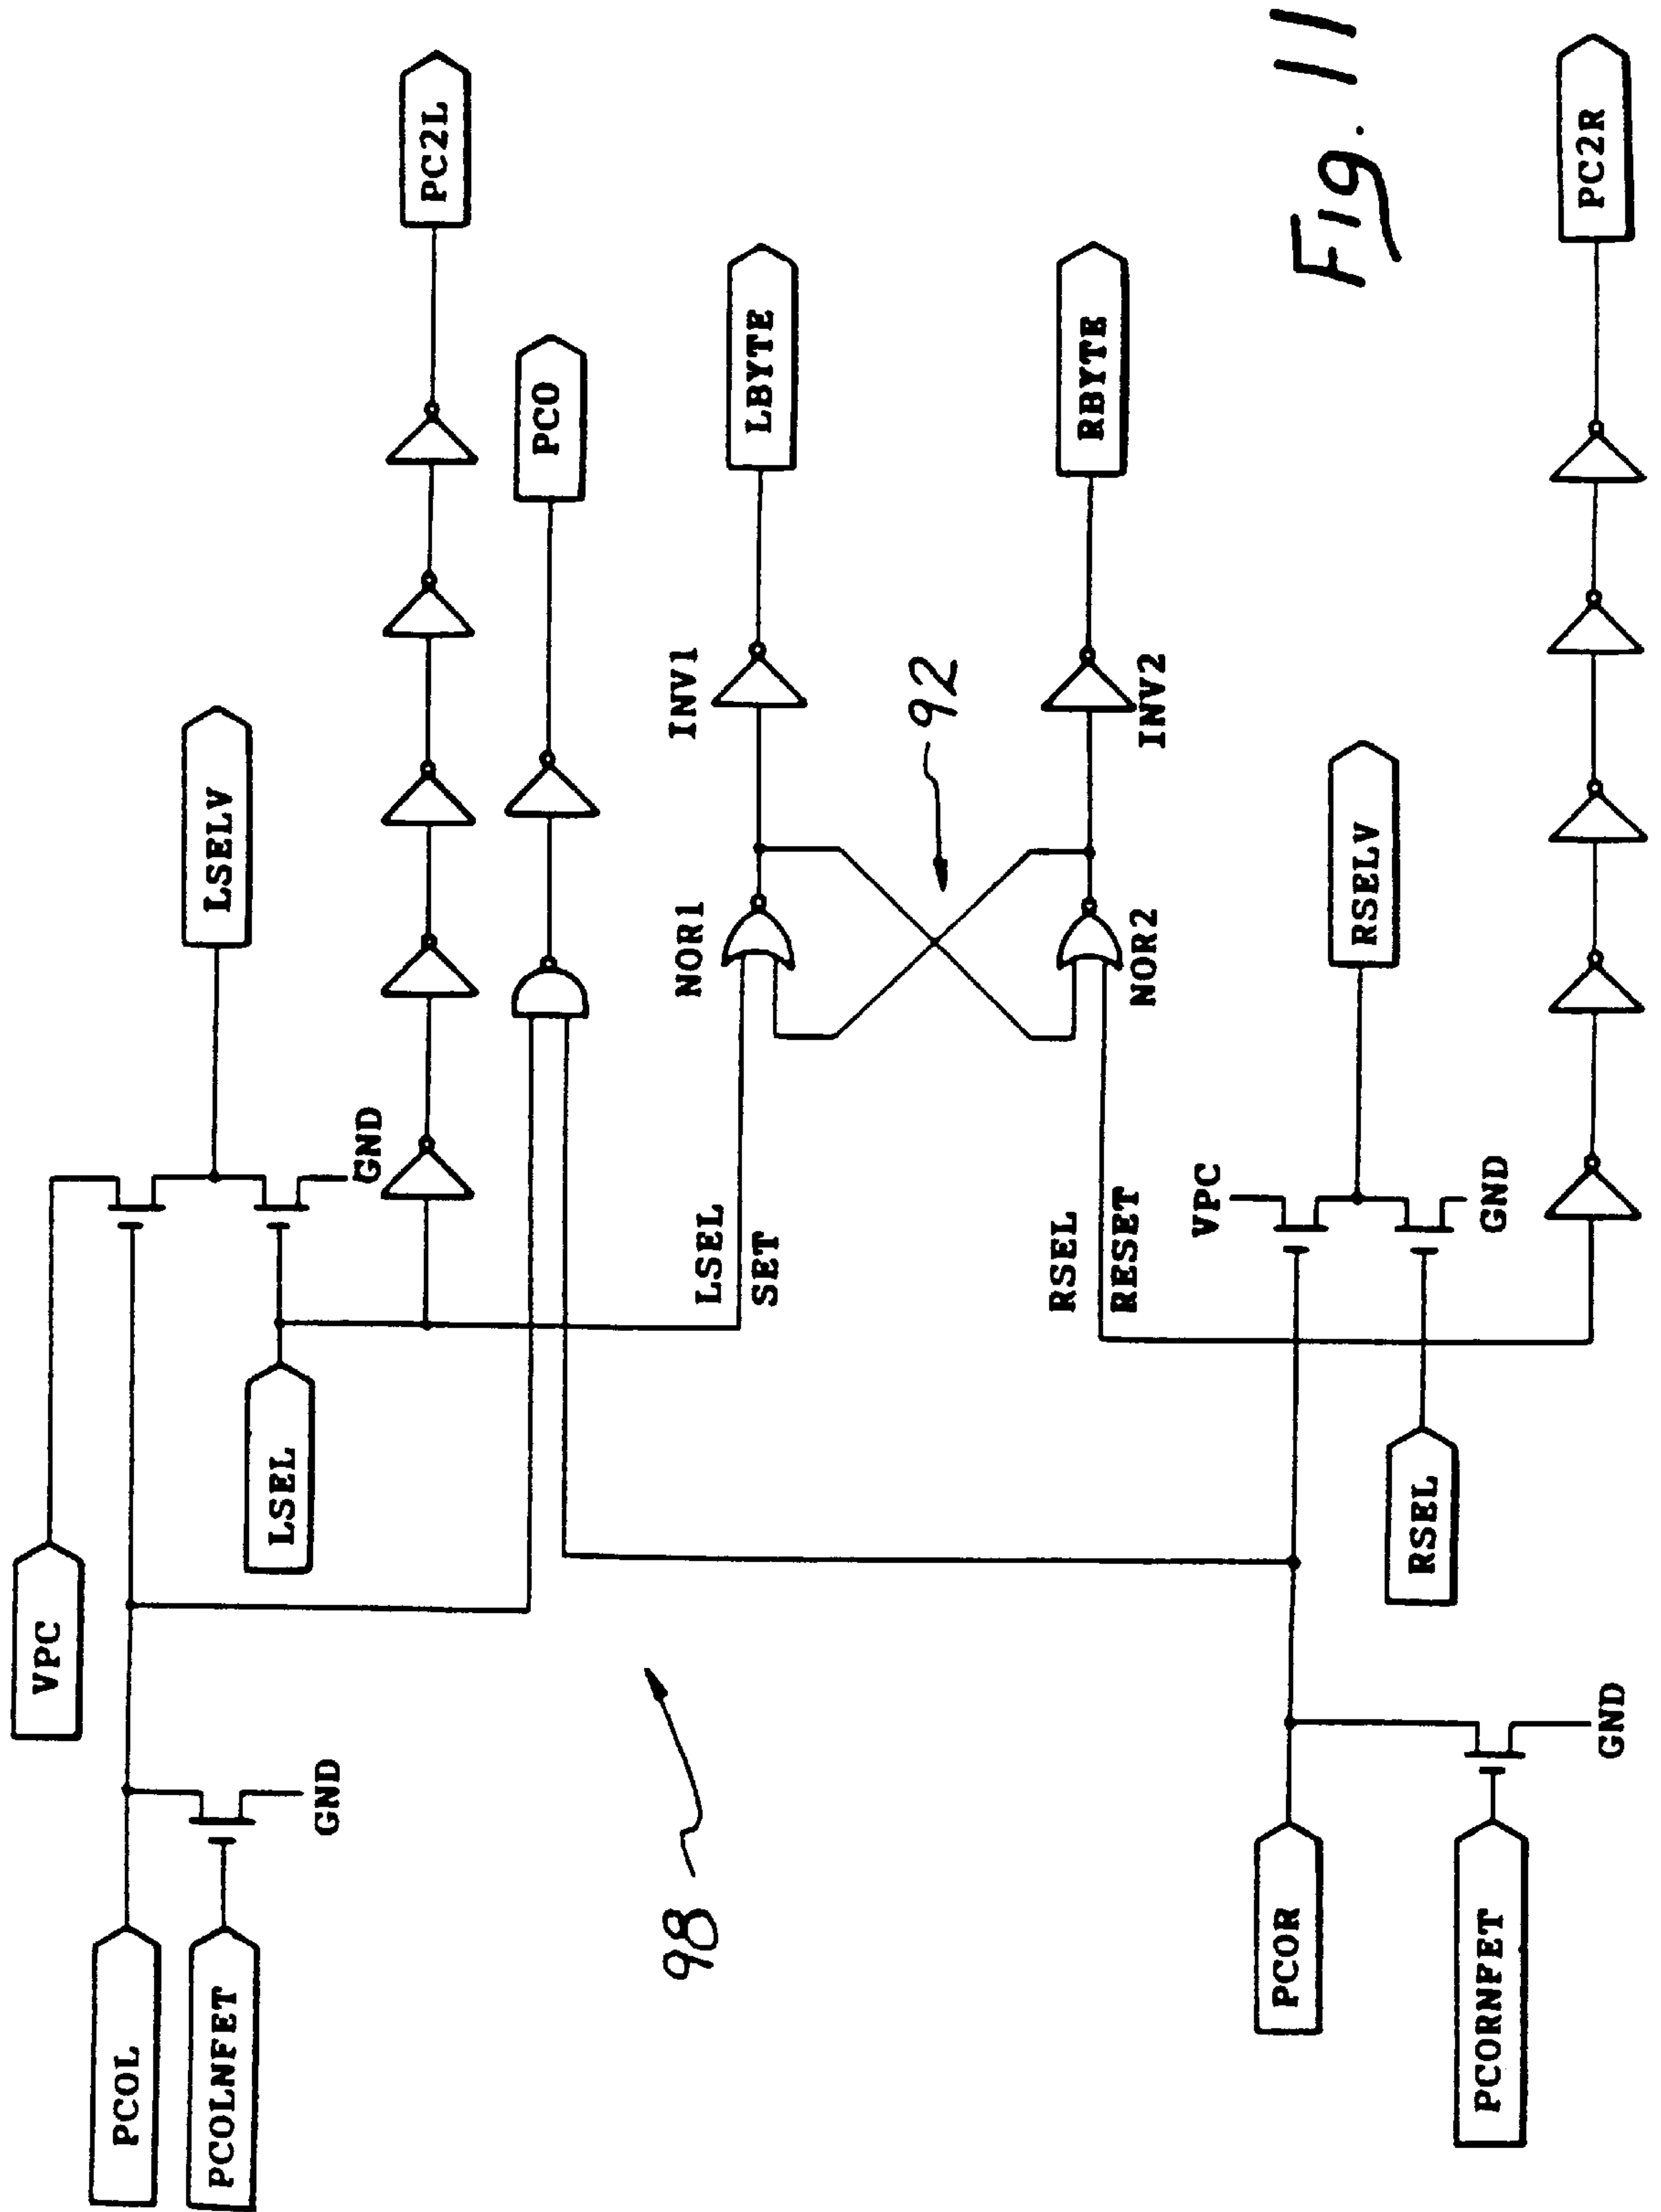 VPC
PCOL
PCOLNFET
GND
LSEL
GND
LSELV
PC2L
PC0
LSEL
SET
NOR1
INV1
LBYTE
92
98
RSEL
RESET
NOR2
INV2
RBYTE
PCOR
PCORNFET
GND
VPC
RSEL
GND
RSELV
PC2R
Fig. 11